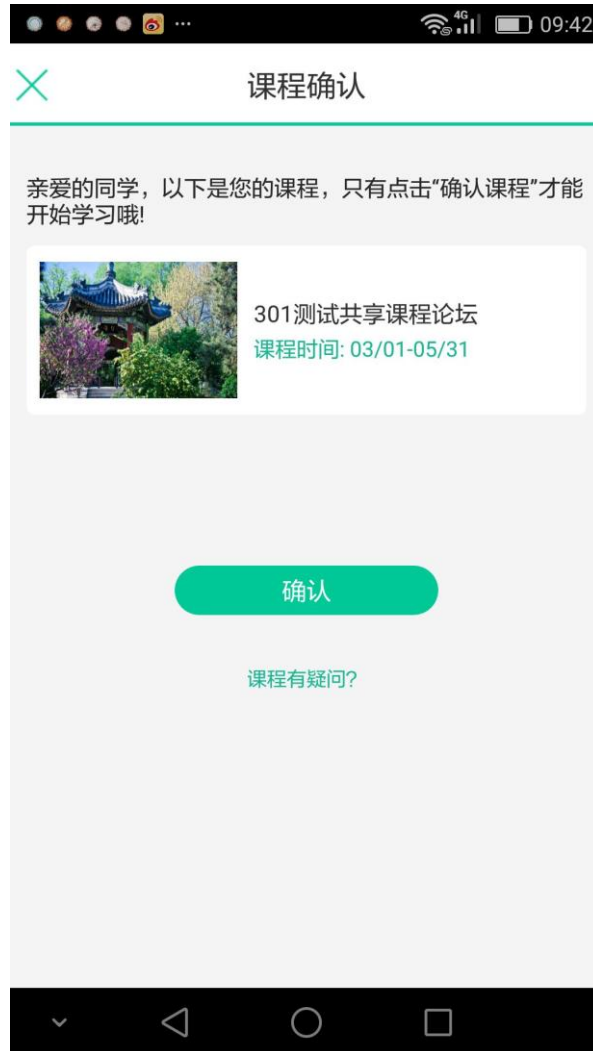 4G
09:42
课程确认
亲爱的同学，以下是您的课程，只有点击“确认课程”才能
开始学习哦!
301测试共享课程论坛
课程时间: 03/01-05/31
确认
课程有疑问?